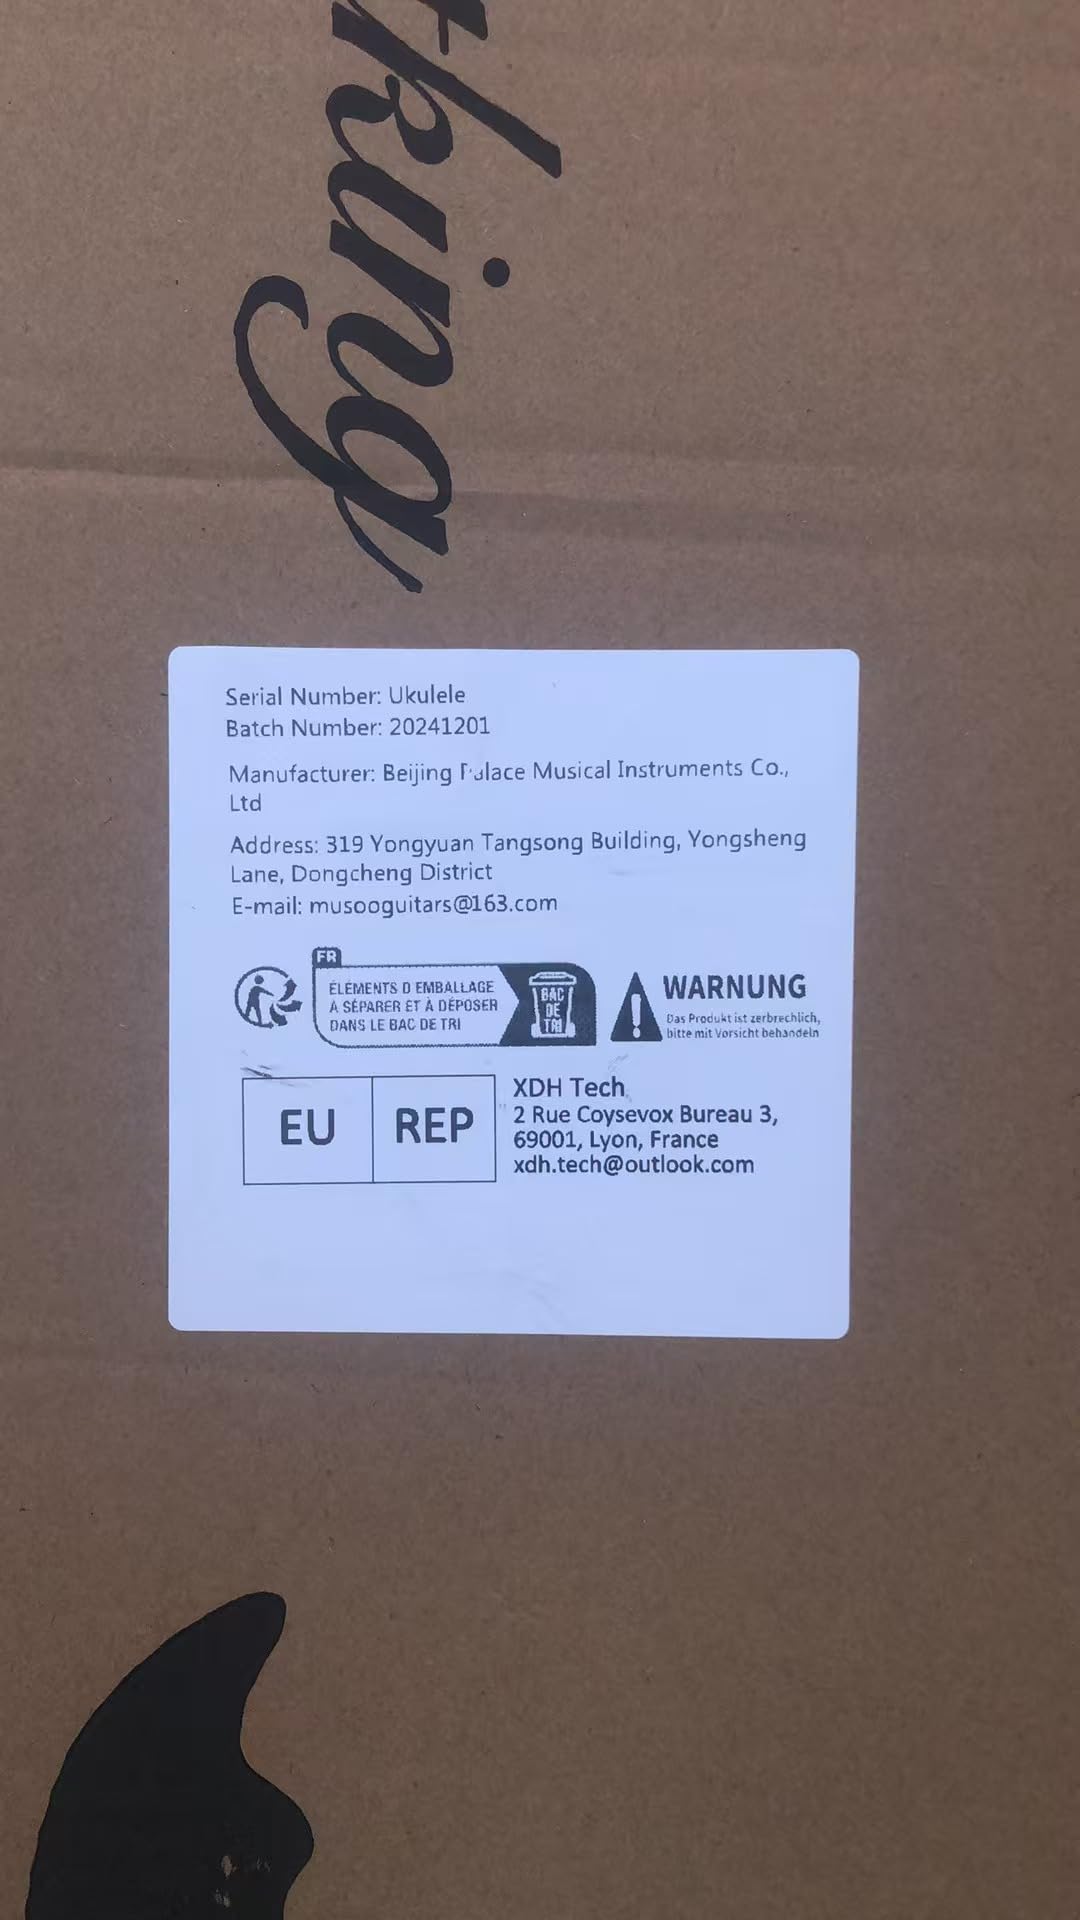 tking
Serial Number: Ukulele
Batch Number: 20241201
Manufacturer: Beijing Palace Musical Instruments Co.,
Ltd
Address: 319 Yongyuan Tangsong Building, Yongsheng
Lane, Dongcheng District
E-mail: musooguitars@163.com
FR
ÉLÉMENTS D EMBALLAGE
À SÉPARER ET À DÉPOSER
DANS LE BAC DE TRI
BAC
DE
TRI
WARNUNG
Das Produkt ist zerbrechlich,
bitte mit Vorsicht behandeln
EU REP
XDH Tech
2 Rue Coysevox Bureau 3,
69001, Lyon, France
xdh.tech@outlook.com